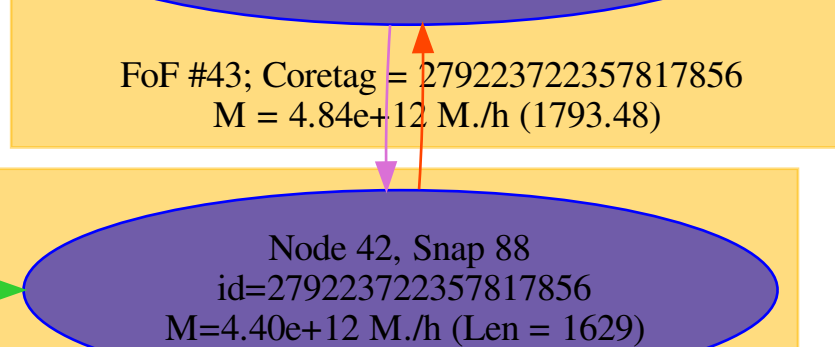 FoF #43; Coretag = 279223722357817856
M = 4.84e+12 M./h (1793.48)
Node 42, Snap 88
id=279223722357817856
M=4.40e+12 M./h (Len = 1629)